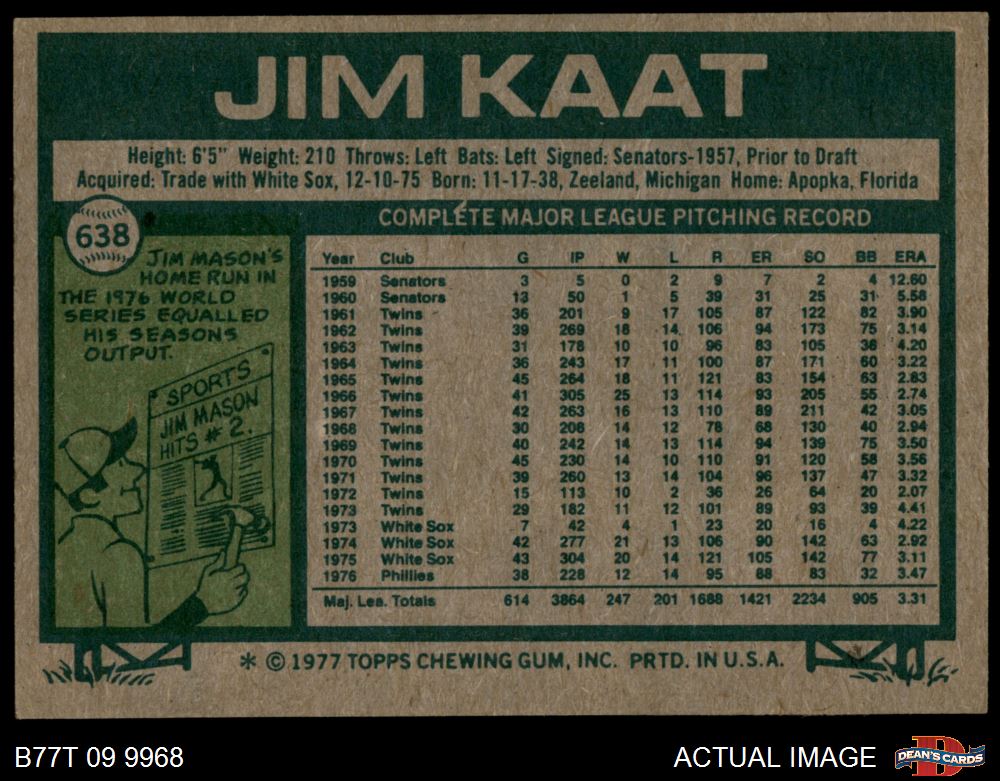 JIM KAAT
Height: 6'5" Weight: 210 Throws: Left Bats: Left Signed: Senators-1957, Prior to Draft
Acquired: Trade with White Sox, 12-10-75 Born: 11-17-38, Zeeland, Michigan Home: Apopka, Florida
638
COMPLETE MAJOR LEAGUE PITCHING RECORD
JIM MASON'S
HOME RUN IN
THE 1976 WORLD
SERIES EQUALLED
HIS SEASONS
OUTPUT.
SPORTS
JIM MASON
HITS #2.
Year Club G IP W L R ER SO BB ERA
1959 Senators 3 5 0 2 9 7 2 4 12.60
1960 Senators 13 50 1 5 39 31 25 31 5.58
1961 Twins 36 201 9 17 105 87 122 82 3.90
1962 Twins 39 269 18 14 106 94 173 75 3.14
1963 Twins 31 178 10 10 96 83 105 38 4.20
1964 Twins 36 243 17 11 100 87 171 60 3.22
1965 Twins 45 264 18 11 121 83 154 63 2.83
1966 Twins 41 305 25 13 114 93 205 55 2.74
1967 Twins 42 263 16 13 110 89 211 42 3.05
1968 Twins 30 208 14 12 78 68 130 40 2.94
1969 Twins 40 242 14 13 114 94 139 75 3.50
1970 Twins 45 230 14 10 110 91 120 58 3.56
1971 Twins 39 260 13 14 104 96 137 47 3.32
1972 Twins 15 113 10 2 36 26 64 20 2.07
1973 Twins 29 182 11 12 101 89 93 39 4.41
1973 White Sox 7 42 4 1 23 20 16 4 4.22
1974 White Sox 42 277 21 13 106 90 142 63 2.92
1975 White Sox 43 304 20 14 121 105 142 77 3.11
1976 Phillies 38 228 12 14 95 88 83 32 3.47
Maj. Lea. Totals 614 3864 247 201 1688 1421 2234 905 3.31
* © 1977 TOPPS CHEWING GUM, INC. PRTD. IN U.S.A.
B77T 09 9968
ACTUAL IMAGE
D
DEAN'S CARDS